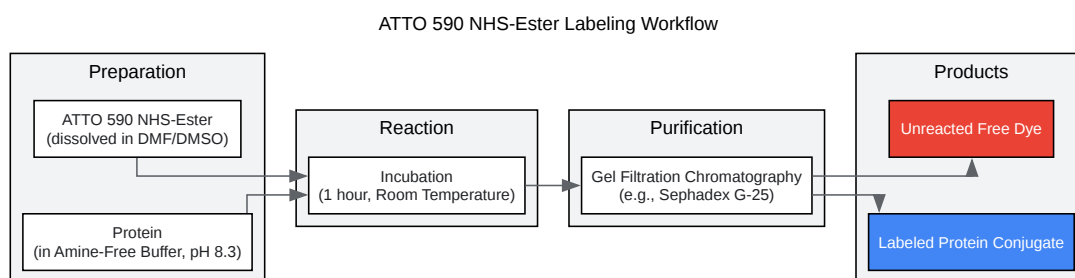 ATTO 590 NHS-Ester Labeling Workflow
Preparation
ATTO 590 NHS-Ester
(dissolved in DMF/DMSO)
Protein
(in Amine-Free Buffer, pH 8.3)
Reaction
Incubation
(1 hour, Room Temperature)
Purification
Gel Filtration Chromatography
(e.g., Sephadex G-25)
Products
Unreacted Free Dye
Labeled Protein Conjugate